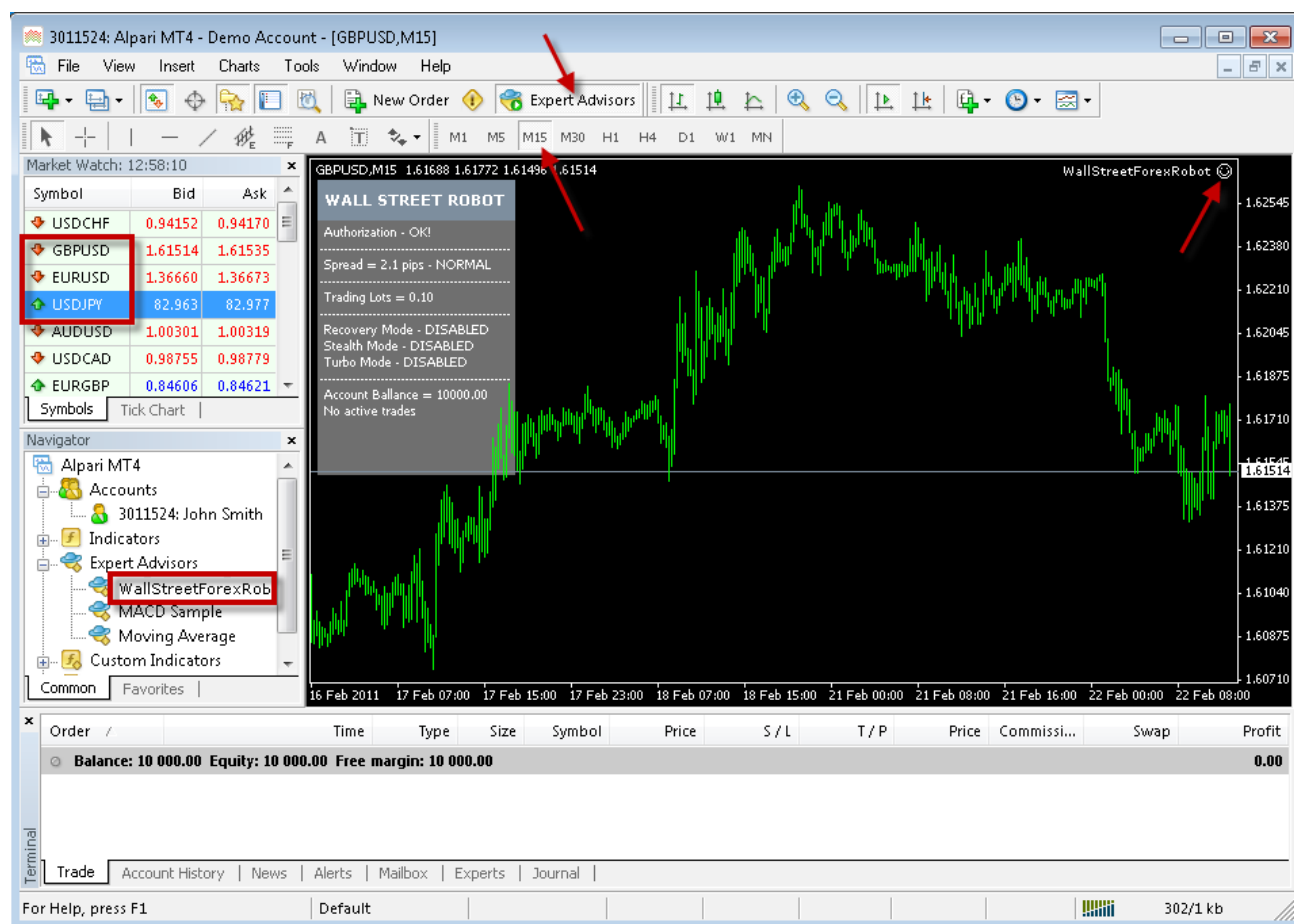 3011524: Alpari MT4 - Demo Account - [GBPUSD,M15]
File View Insert Charts Tools Window Help
New Order Expert Advisors
A T M1 M5 M15 M30 H1 H4 D1 W1 MN
Market Watch: 12:58:10
Symbol Bid Ask
USDCHF 0.94152 0.94170
GBPUSD 1.61514 1.61535
EURUSD 1.36660 1.36673
USDJPY 82.963 82.977
AUDUSD 1.00301 1.00319
USDCAD 0.98755 0.98779
EURGBP 0.84606 0.84621
Symbols Tick Chart
Navigator
Alpari MT4
Accounts
3011524: John Smith
Indicators
Expert Advisors
WallStreetForexRob
MACD Sample
Moving Average
Custom Indicators
Common Favorites
GBPUSD,M15 1.61688 1.61772 1.61496 1.61514
WallStreetForexRobot
WALL STREET ROBOT
Authorization - OK!
Spread = 2.1 pips - NORMAL
Trading Lots = 0.10
Recovery Mode - DISABLED
Stealth Mode - DISABLED
Turbo Mode - DISABLED
Account Ballance = 10000.00
No active trades
1.62545
1.62380
1.62210
1.62045
1.61875
1.61710
1.61545
1.61514
1.61375
1.61210
1.61040
1.60875
1.60710
16 Feb 2011 17 Feb 07:00 17 Feb 15:00 17 Feb 23:00 18 Feb 07:00 18 Feb 15:00 21 Feb 00:00 21 Feb 08:00 21 Feb 16:00 22 Feb 00:00 22 Feb 08:00
Order / Time Type Size Symbol Price S / L T / P Price Commissi... Swap Profit
Balance: 10 000.00 Equity: 10 000.00 Free margin: 10 000.00 0.00
Terminal
Trade Account History News Alerts Mailbox Experts Journal
For Help, press F1 Default 302/1 kb